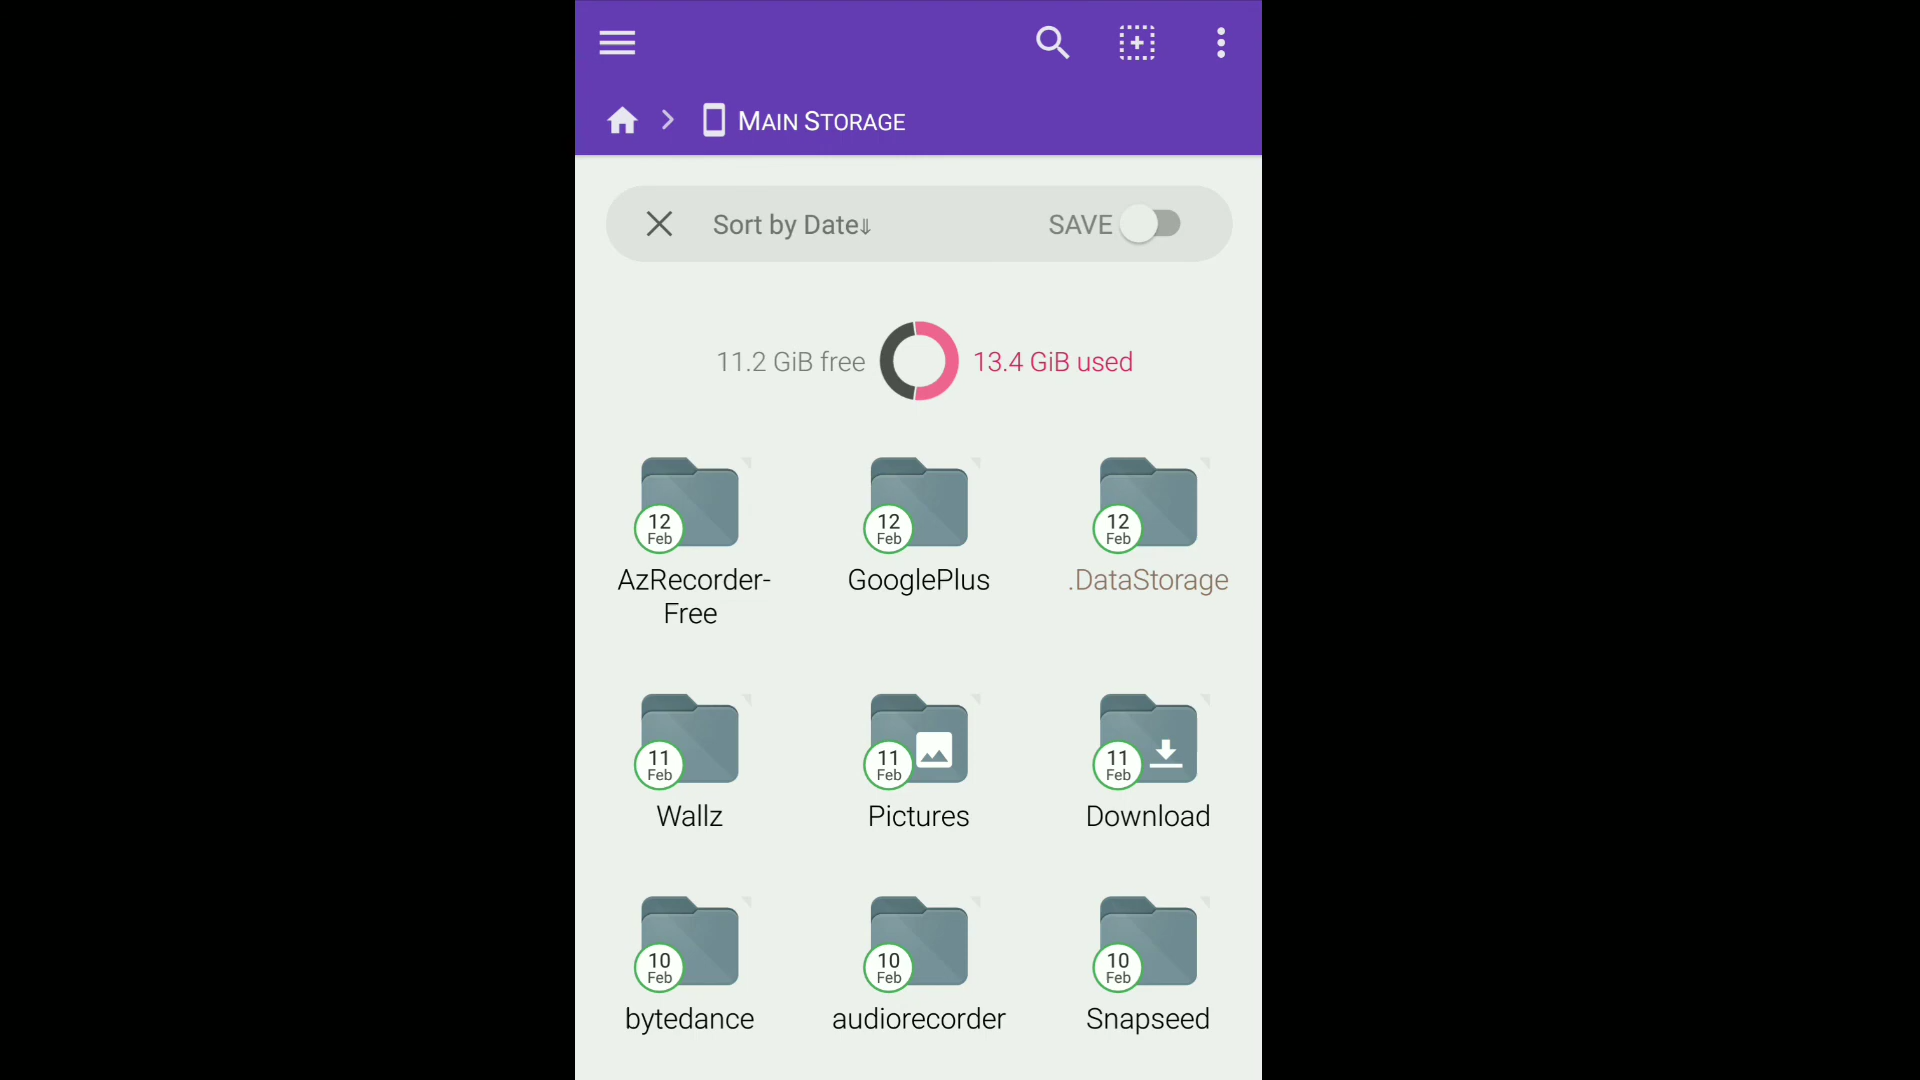 MAIN STORAGE
Sort by Date⇓ SAVE
11.2 GiB free 13.4 GiB used
12 Feb 12 Feb 12 Feb
AzRecorder-
Free
GooglePlus
.DataStorage
11 Feb 11 Feb 11 Feb
Wallz Pictures Download
10 Feb 10 Feb 10 Feb
bytedance audiorecorder Snapseed